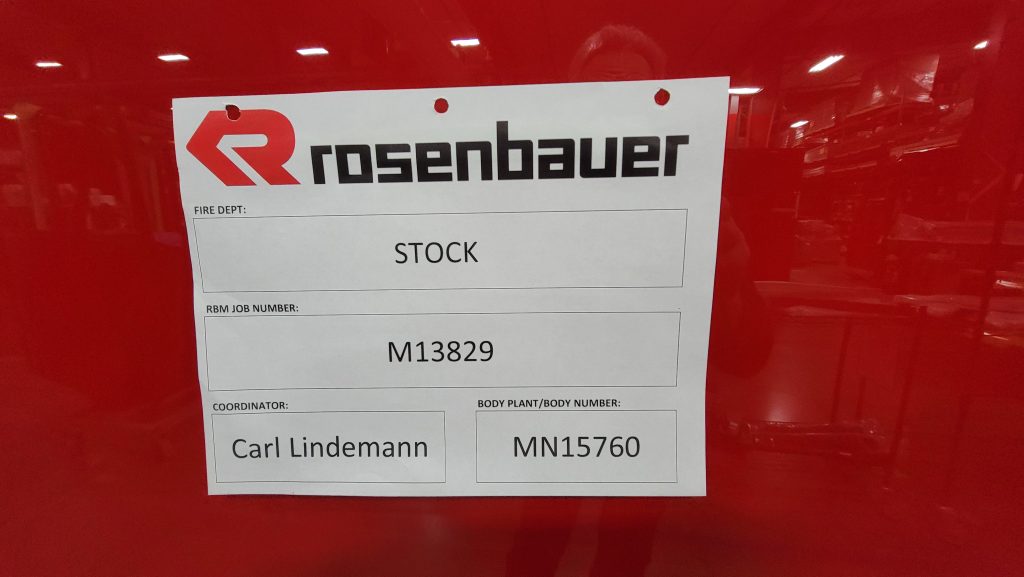 rosenbauer
FIRE DEPT:
STOCK
RBM JOB NUMBER:
M13829
COORDINATOR:
BODY PLANT/BODY NUMBER:
Carl Lindemann
MN15760